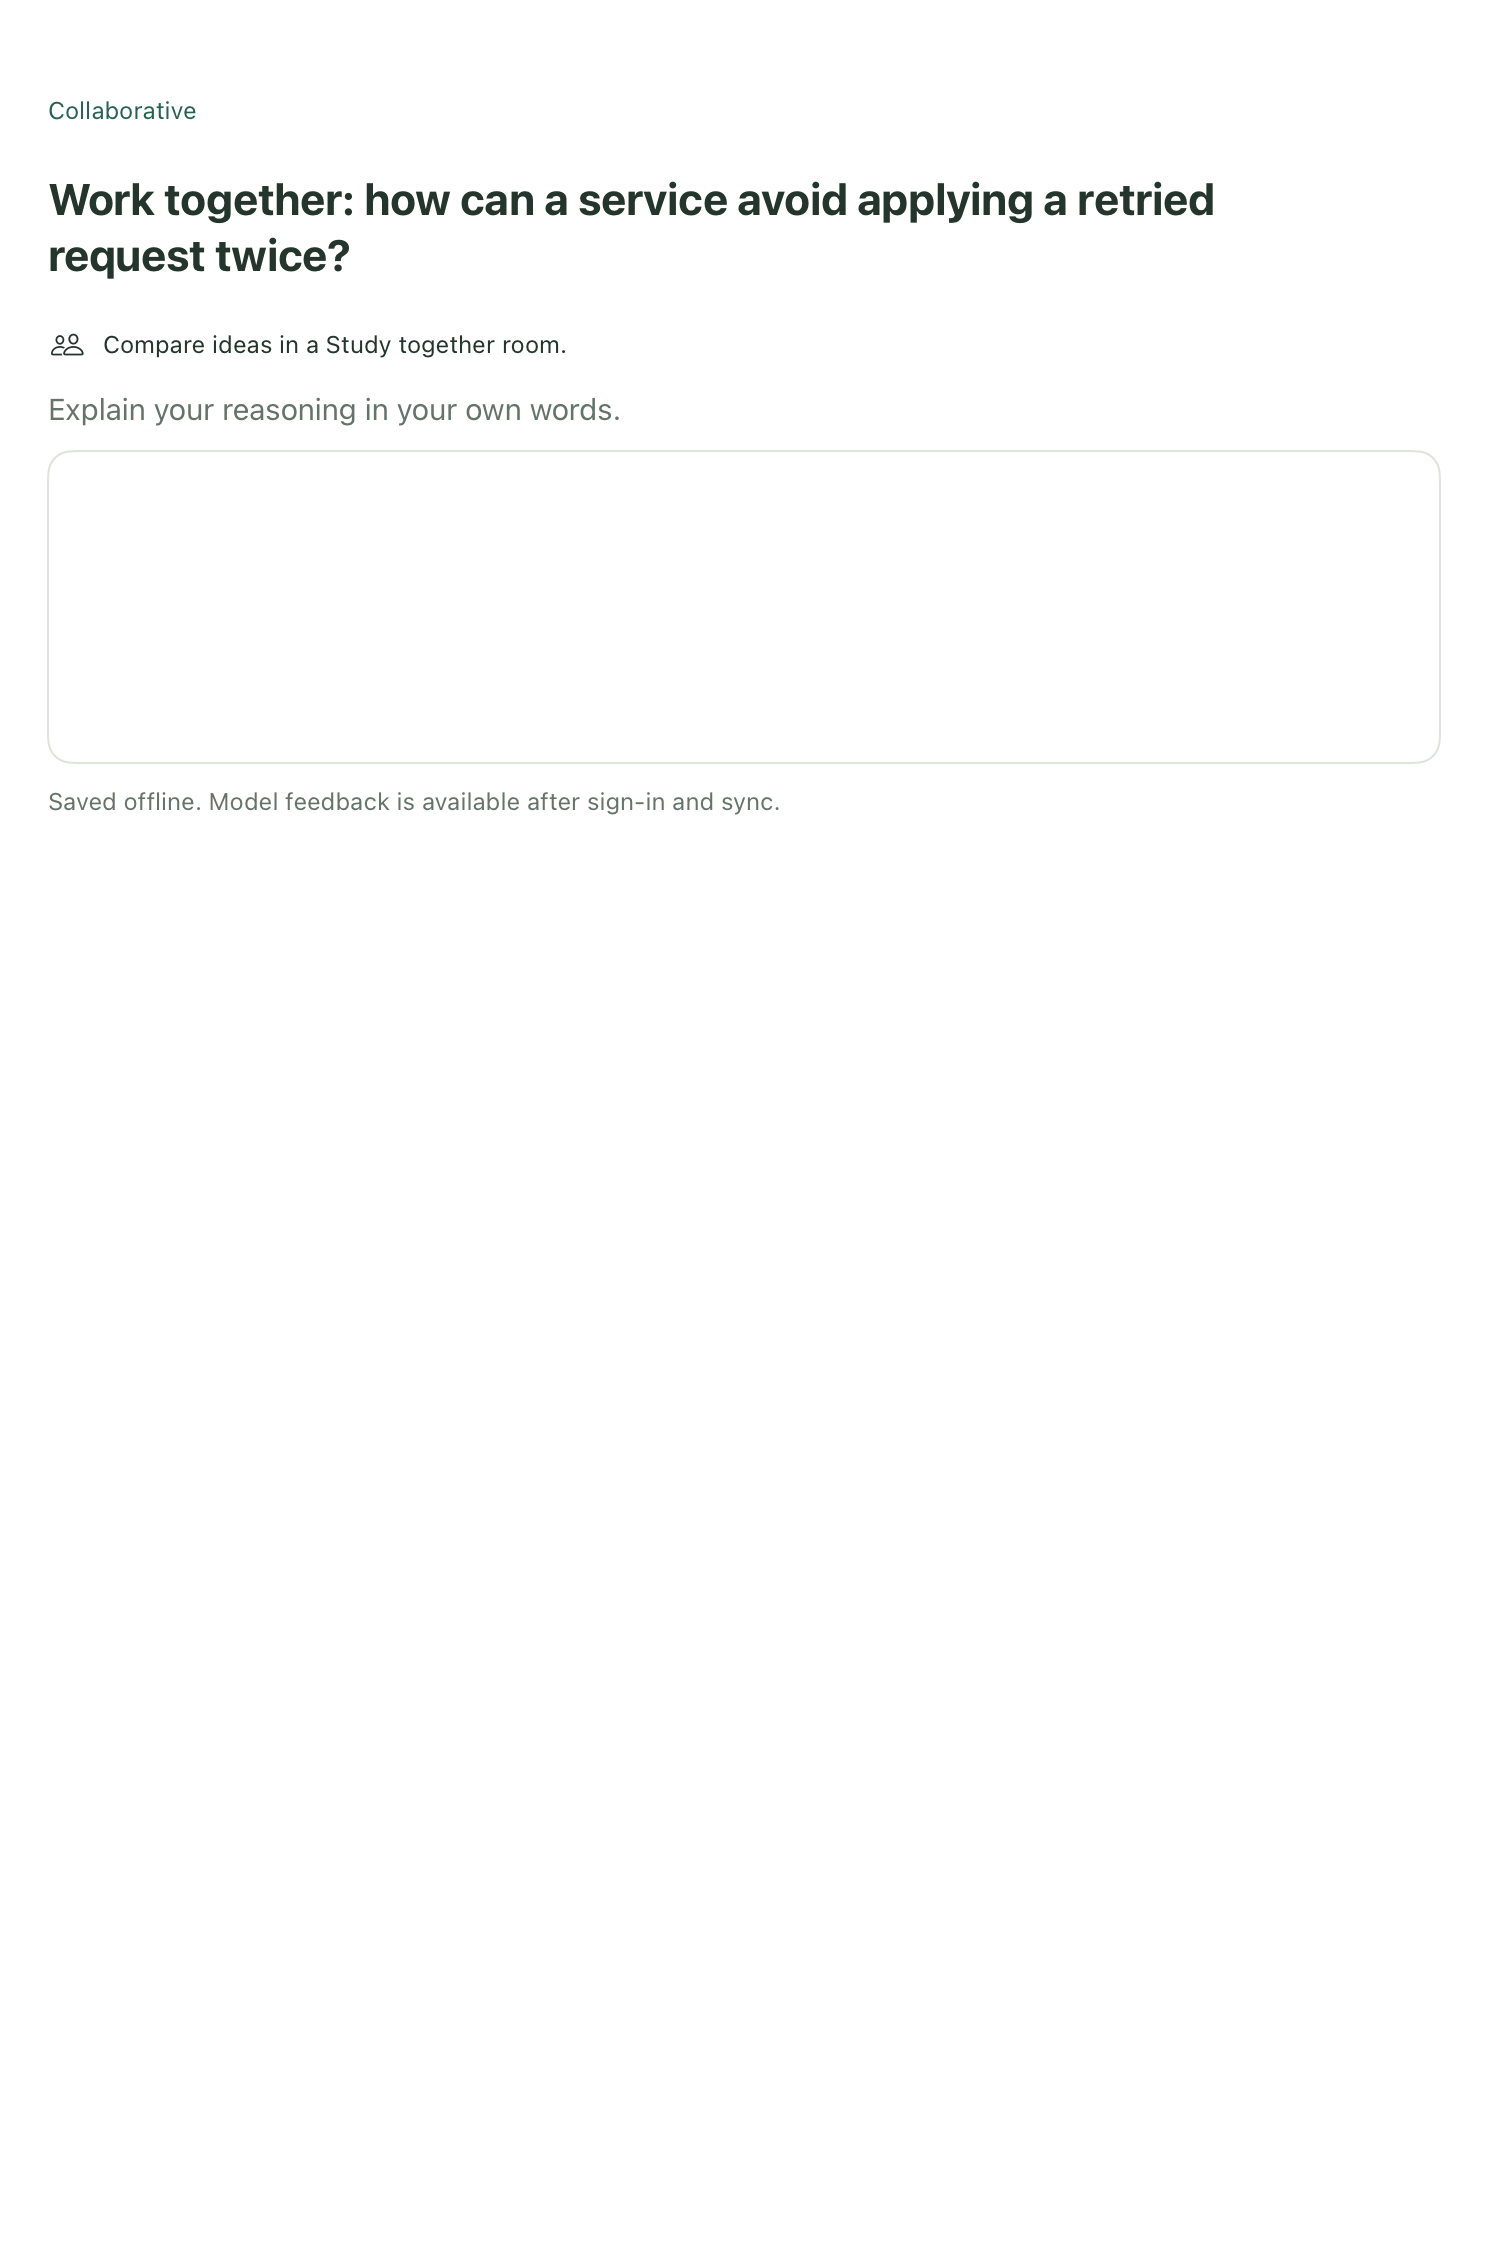 Collaborative
Work together: how can a service avoid applying a retried
request twice?
Compare ideas in a Study together room.
Explain your reasoning in your own words.
Saved offline. Model feedback is available after sign-in and sync.